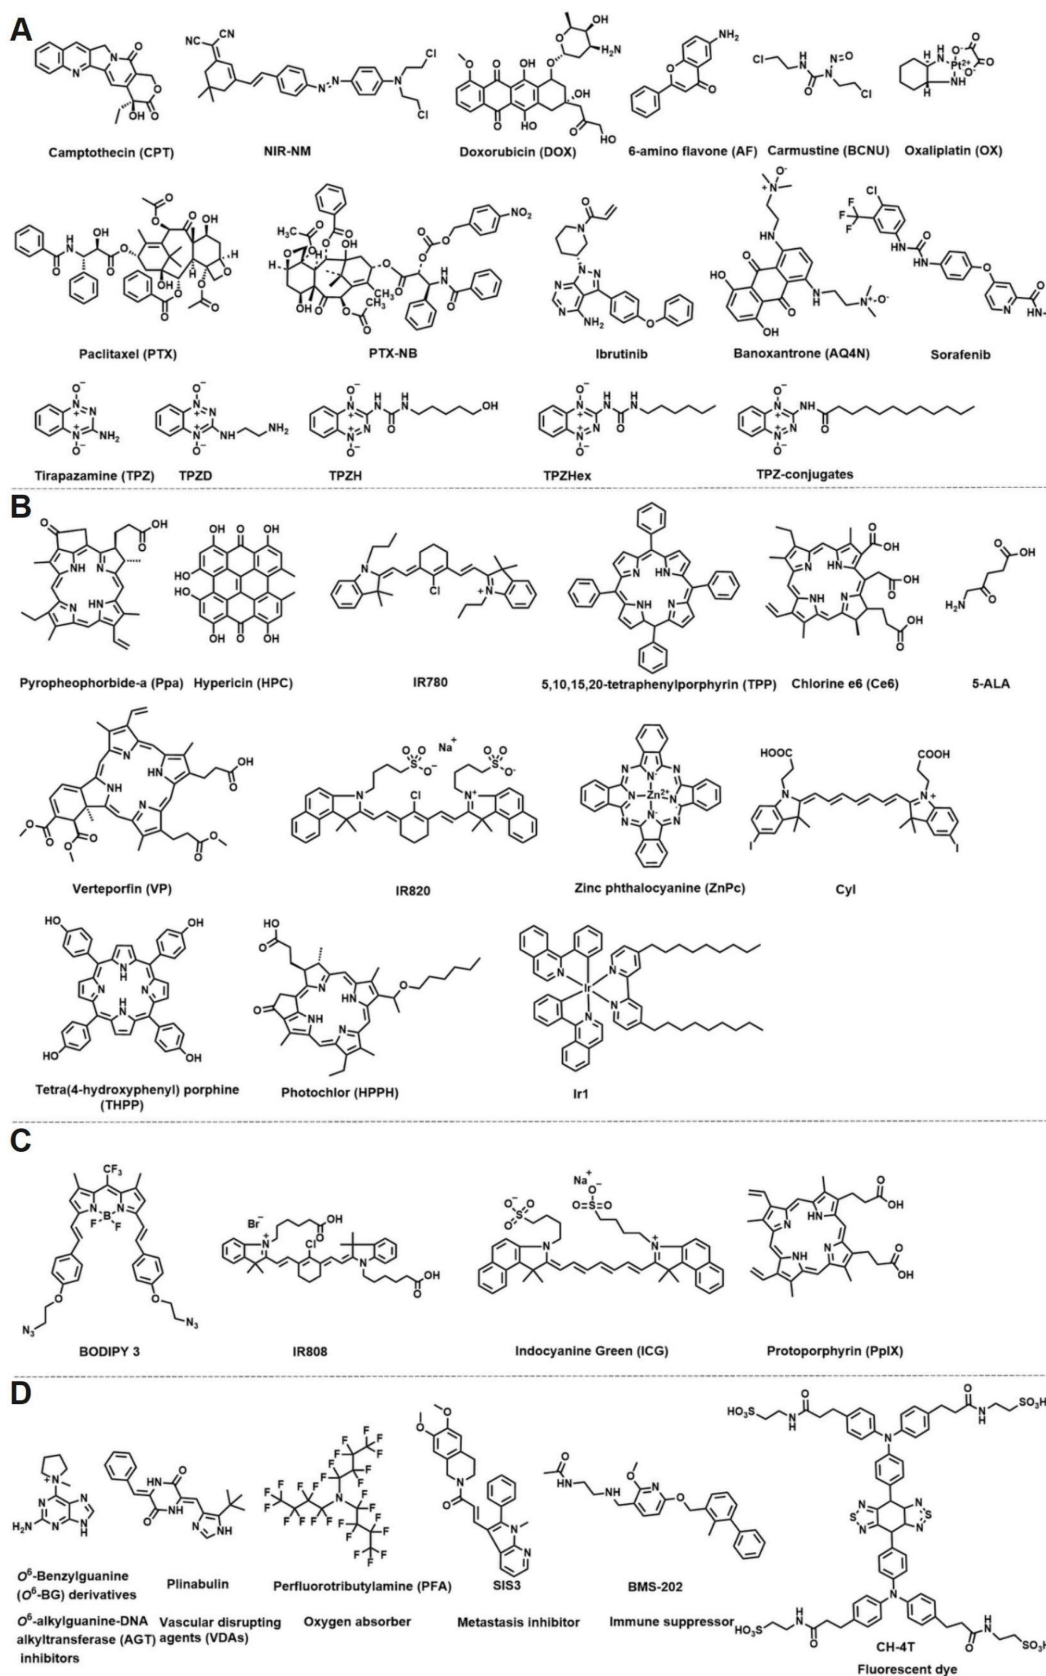 A
Camptothecin (CPT)
NIR-NM
Doxorubicin (DOX)
6-amino flavone (AF)
Carmustine (BCNU)
Oxaliplatin (OX)
Paclitaxel (PTX)
PTX-NB
Ibrutinib
Banoxantrone (AQ4N)
Sorafenib
Tirapazamine (TPZ)
TPZD
TPZH
TPZHex
TPZ-conjugates
B
Pyropheophorbide-a (Ppa)
Hypericin (HPC)
IR780
5,10,15,20-tetraphenylporphyrin (TPP)
Chlorine e6 (Ce6)
5-ALA
Verteporfin (VP)
IR820
Zinc phthalocyanine (ZnPc)
CyI
Tetra(4-hydroxyphenyl) porphine
(THPP)
Photochlor (HPPH)
Ir1
C
BODIPY 3
IR808
Indocyanine Green (ICG)
Protoporphyrin (PpIX)
D
O⁶-Benzylguanine
(O⁶-BG) derivatives
Plinabulin
Perfluorotributylamine (PFA)
SIS3
BMS-202
O⁶-alkylguanine-DNA
alkyltransferase (AGT)
inhibitors
Vascular disrupting
agents (VDAs)
Oxygen absorber
Metastasis inhibitor
Immune suppressor
CH-4T
Fluorescent dye